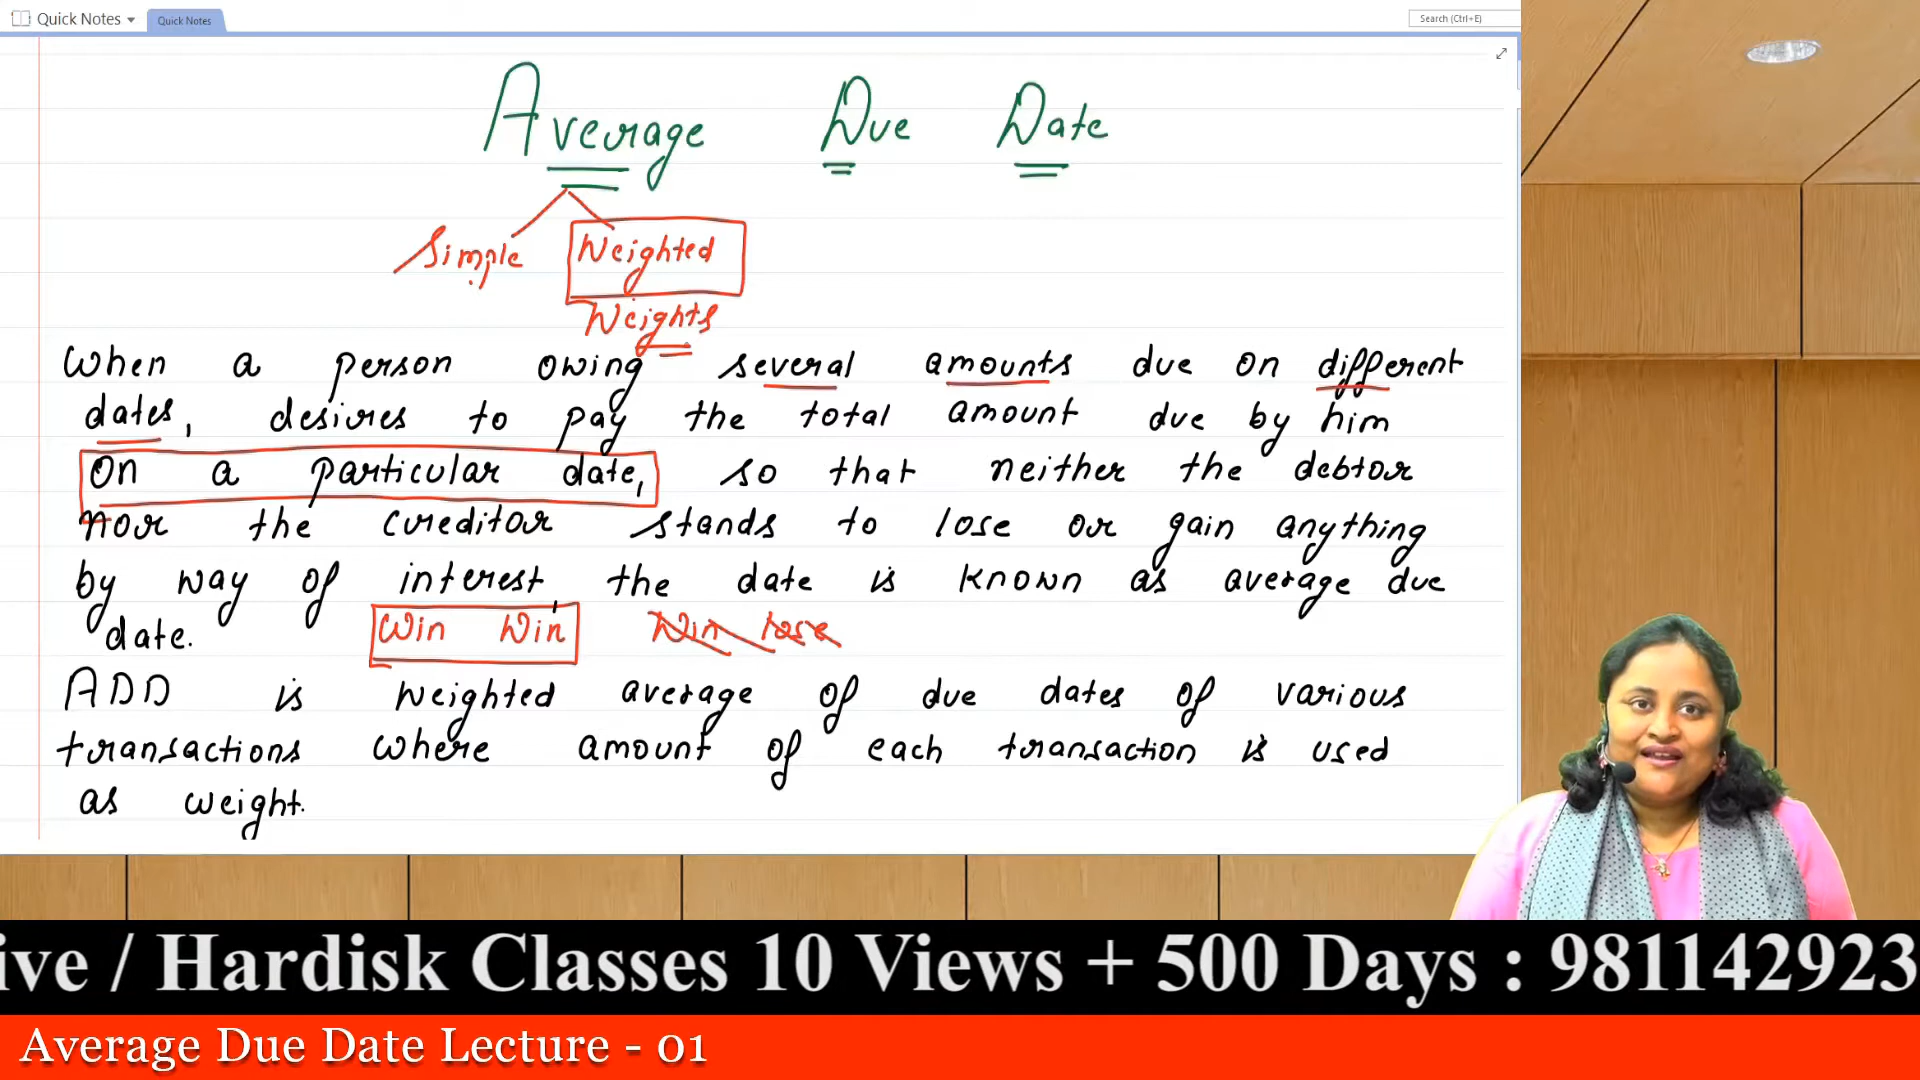 Quick Notes
Quick Notes
Search (Ctrl+E)
Average Due Date
Simple Weighted
Weights
When a person owing several amounts due on different
dates, desires to pay the total amount due by him
on a particular date, so that neither the debtor
nor the creditor stands to lose or gain anything
by way of interest, the date is known as average due
date. Win Win Win lose
ADD is weighted average of due dates of various
transactions where amount of each transaction is used
as weight.
ive / Hardisk Classes 10 Views + 500 Days : 981142923
Average Due Date Lecture - 01